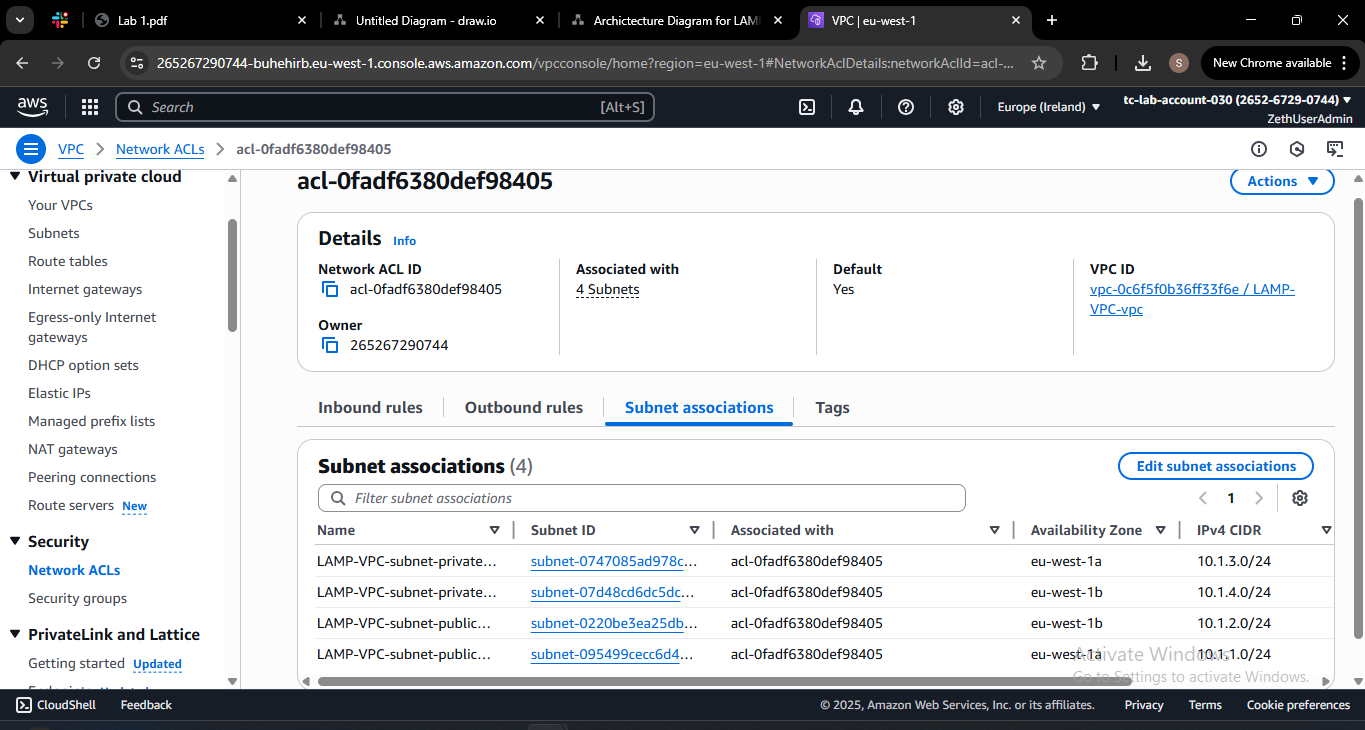 Lab 1.pdf
Untitled Diagram - draw.io
Archictecture Diagram for LAM
VPC | eu-west-1
265267290744-buhehirb.eu-west-1.console.aws.amazon.com/vpcconsole/home?region=eu-west-1#NetworkAclDetails:networkAclId=acl-...
S
New Chrome available
aws
Search
[Alt+S]
Europe (Ireland)
tc-lab-account-030 (2652-6729-0744)
ZethUserAdmin
VPC
Network ACLs
acl-0fadf6380def98405
Virtual private cloud
Your VPCs
Subnets
Route tables
Internet gateways
Egress-only Internet
gateways
DHCP option sets
Elastic IPs
Managed prefix lists
NAT gateways
Peering connections
Route servers New
Security
Network ACLs
Security groups
PrivateLink and Lattice
Getting started Updated
acl-0fadf6380def98405
Actions
Details Info
Network ACL ID
acl-0fadf6380def98405
Owner
265267290744
Associated with
4 Subnets
Default
Yes
VPC ID
vpc-0c6f5f0b36ff33f6e / LAMP-
VPC-vpc
Inbound rules
Outbound rules
Subnet associations
Tags
Subnet associations (4)
Edit subnet associations
Filter subnet associations
1
Name Subnet ID Associated with Availability Zone IPv4 CIDR
LAMP-VPC-subnet-private... subnet-0747085ad978c... acl-0fadf6380def98405 eu-west-1a 10.1.3.0/24
LAMP-VPC-subnet-private... subnet-07d48cd6dc5dc... acl-0fadf6380def98405 eu-west-1b 10.1.4.0/24
LAMP-VPC-subnet-public... subnet-0220be3ea25db... acl-0fadf6380def98405 eu-west-1b 10.1.2.0/24
LAMP-VPC-subnet-public... subnet-095499cecc6d4... acl-0fadf6380def98405 eu-west-1a 10.1.1.0/24
Activate Windows
Go to Settings to activate Windows.
CloudShell
Feedback
© 2025, Amazon Web Services, Inc. or its affiliates.
Privacy
Terms
Cookie preferences